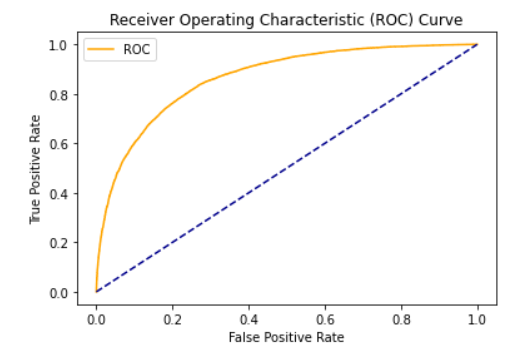 Receiver Operating Characteristic (ROC) Curve
ROC
1.0
0.8
0.6
0.4
0.2
0.0
True Positive Rate
0.0 0.2 0.4 0.6 0.8 1.0
False Positive Rate